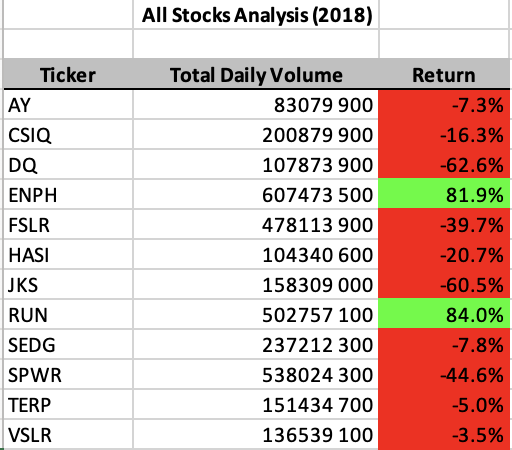 All Stocks Analysis (2018)
Ticker Total Daily Volume Return
AY 83079 900 -7.3%
CSIQ 200879 900 -16.3%
DQ 107873 900 -62.6%
ENPH 607473 500 81.9%
FSLR 478113 900 -39.7%
HASI 104340 600 -20.7%
JKS 158309 000 -60.5%
RUN 502757 100 84.0%
SEDG 237212 300 -7.8%
SPWR 538024 300 -44.6%
TERP 151434 700 -5.0%
VSLR 136539 100 -3.5%